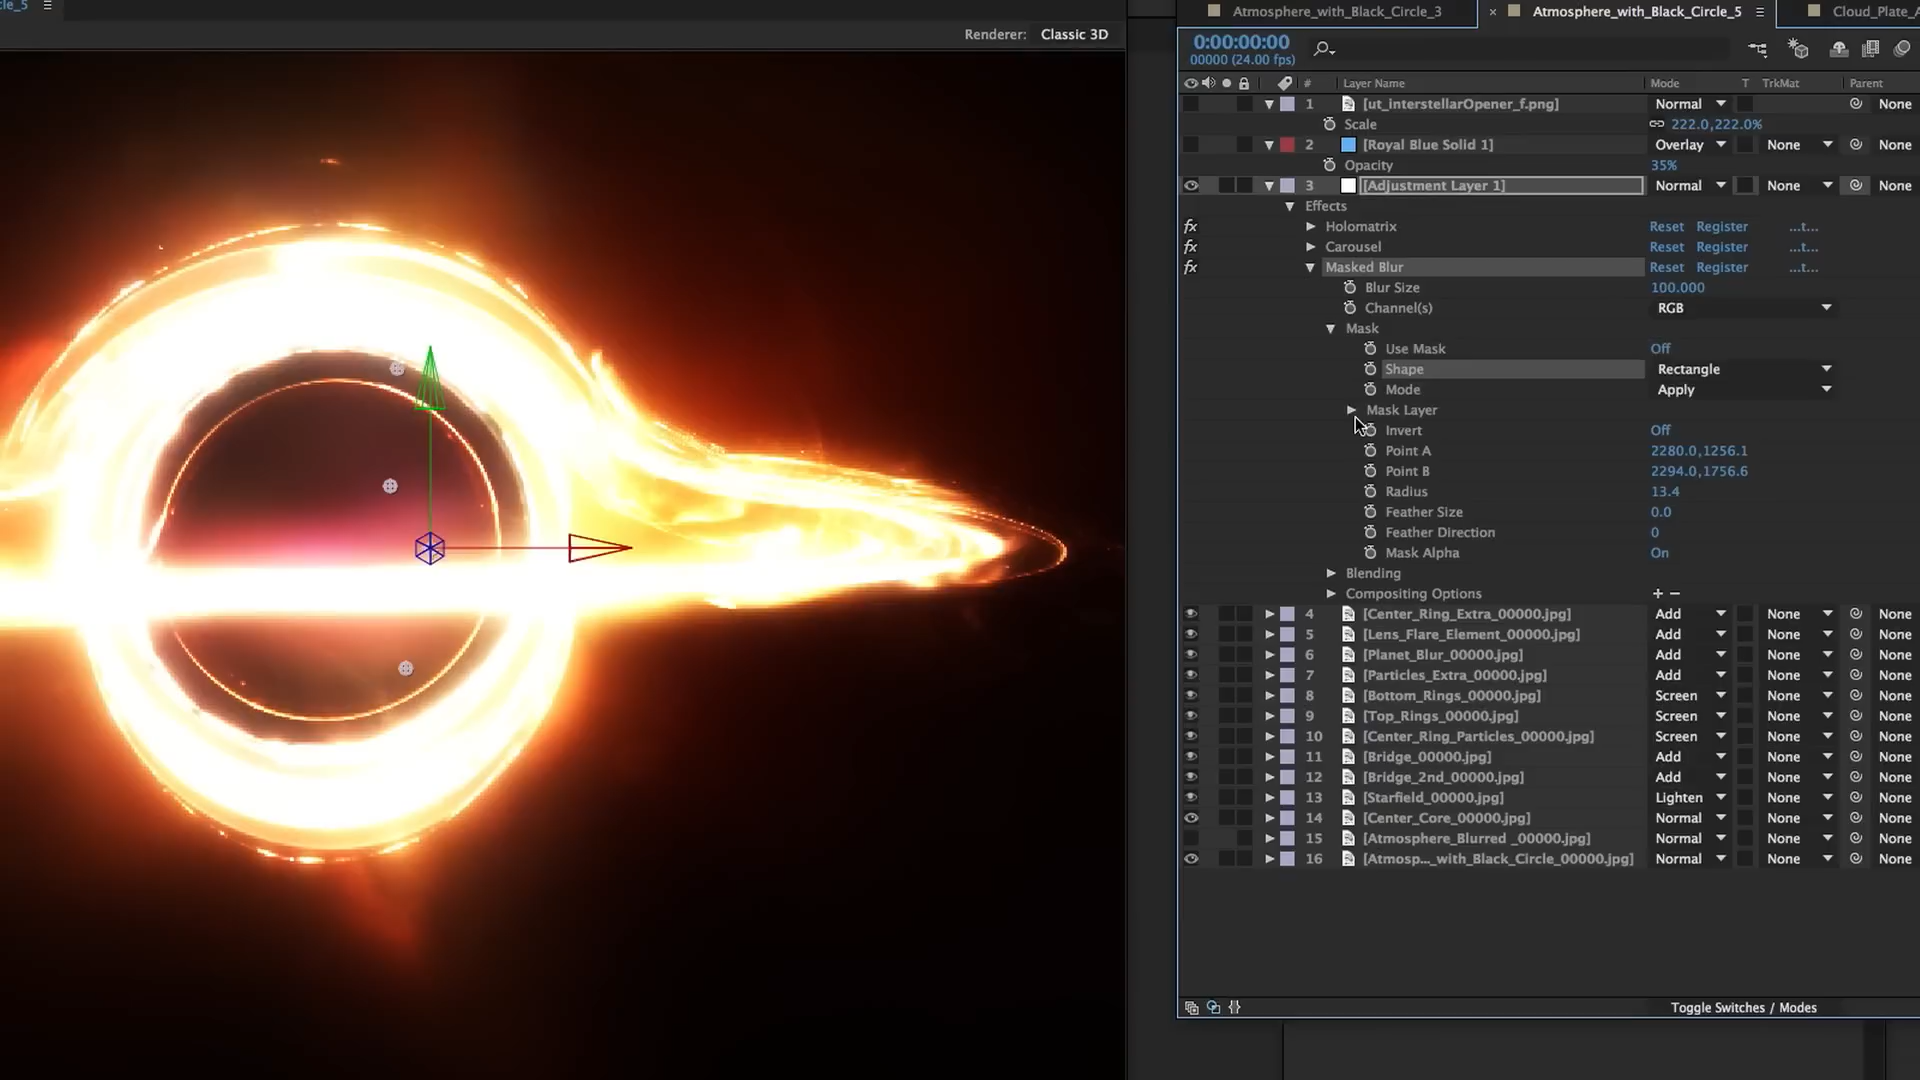 cle_5
Renderer: Classic 3D
Atmosphere_with_Black_Circle_3
Atmosphere_with_Black_Circle_5
Cloud_Plate_A
0:00:00:00
00000 (24.00 fps)
# Layer Name Mode T TrkMat Parent
1 [ut_interstellarOpener_f.png] Normal None
Scale 222.0,222.0%
2 [Royal Blue Solid 1] Overlay None None
Opacity 35%
3 [Adjustment Layer 1] Normal None None
Effects
fx Holomatrix Reset Register ...t...
fx Carousel Reset Register ...t...
fx Masked Blur Reset Register ...t...
Blur Size 100.000
Channel(s) RGB
Mask
Use Mask Off
Shape Rectangle
Mode Apply
Mask Layer
Invert Off
Point A 2280.0,1256.1
Point B 2294.0,1756.6
Radius 13.4
Feather Size 0.0
Feather Direction 0
Mask Alpha On
Blending
Compositing Options + −
4 [Center_Ring_Extra_00000.jpg] Add None None
5 [Lens_Flare_Element_00000.jpg] Add None None
6 [Planet_Blur_00000.jpg] Add None None
7 [Particles_Extra_00000.jpg] Add None None
8 [Bottom_Rings_00000.jpg] Screen None None
9 [Top_Rings_00000.jpg] Screen None None
10 [Center_Ring_Particles_00000.jpg] Screen None None
11 [Bridge_00000.jpg] Add None None
12 [Bridge_2nd_00000.jpg] Add None None
13 [Starfield_00000.jpg] Lighten None None
14 [Center_Core_00000.jpg] Normal None None
15 [Atmosphere_Blurred _00000.jpg] Normal None None
16 [Atmosp..._with_Black_Circle_00000.jpg] Normal None None
Toggle Switches / Modes